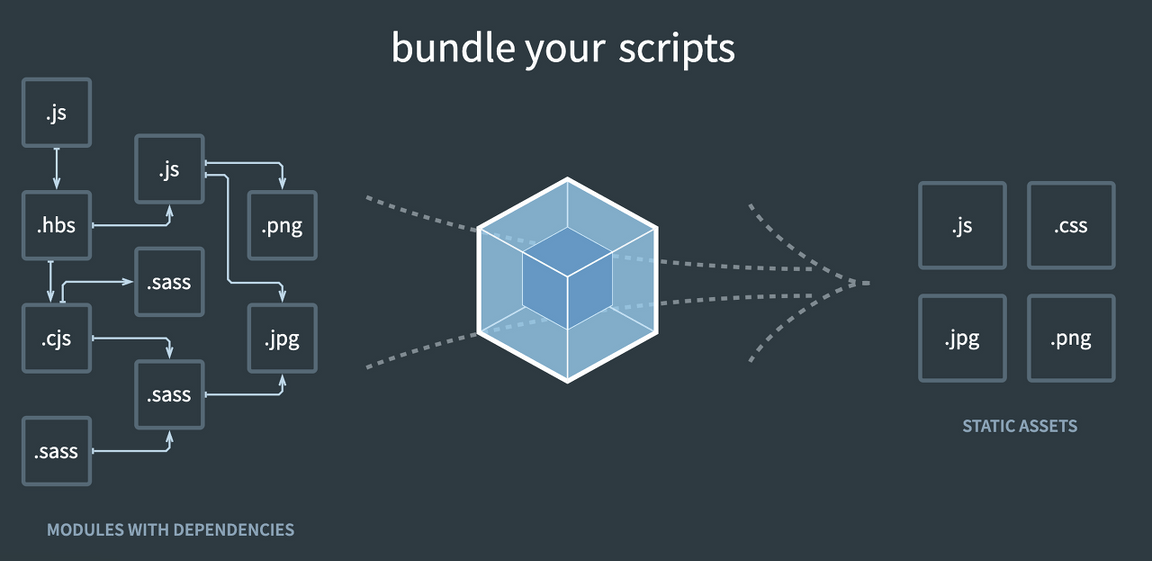 bundle your scripts
.js
.js
.hbs
.png
.sass
.cjs
.jpg
.sass
.sass
MODULES WITH DEPENDENCIES
.js
.css
.jpg
.png
STATIC ASSETS